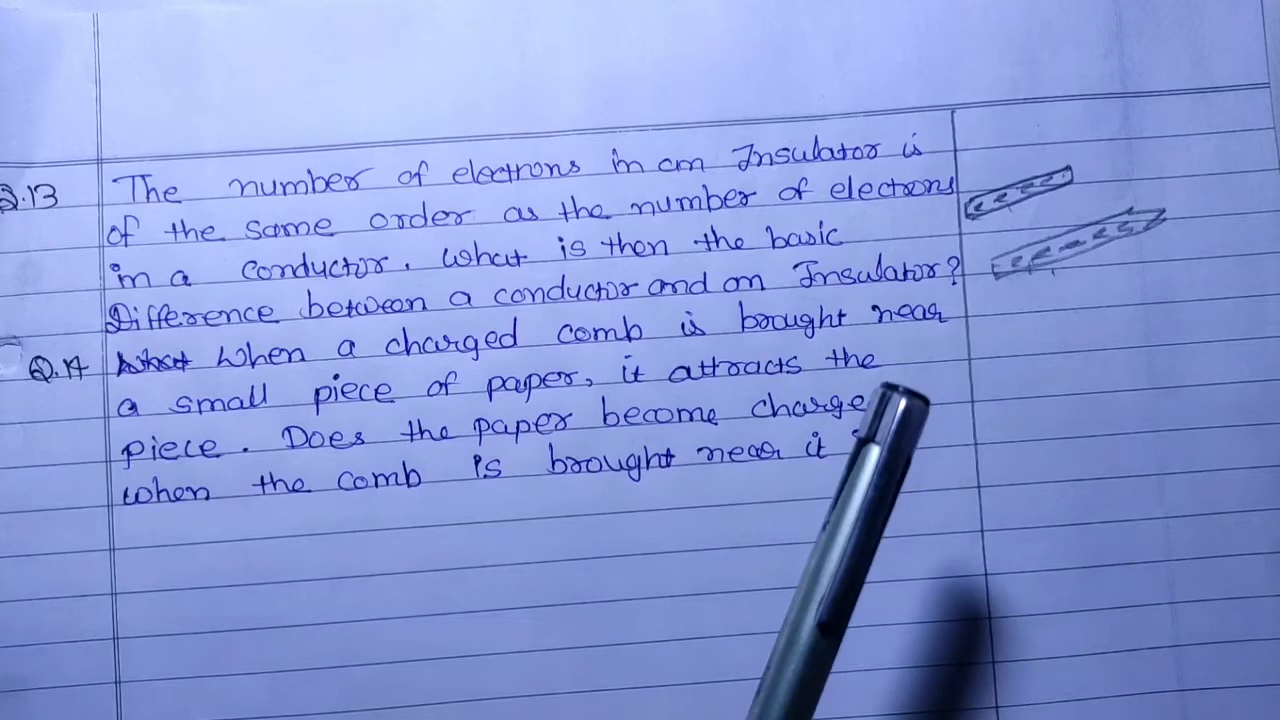 Q.13 The number of electrons in an Insulator is
of the same order as the number of electrons
in a conductor. What is then the basic
Difference between a conductor and an Insulator?
Q.14 When a charged comb is brought near
a small piece of paper, it attracts the
piece. Does the paper become charge
when the comb is brought near it